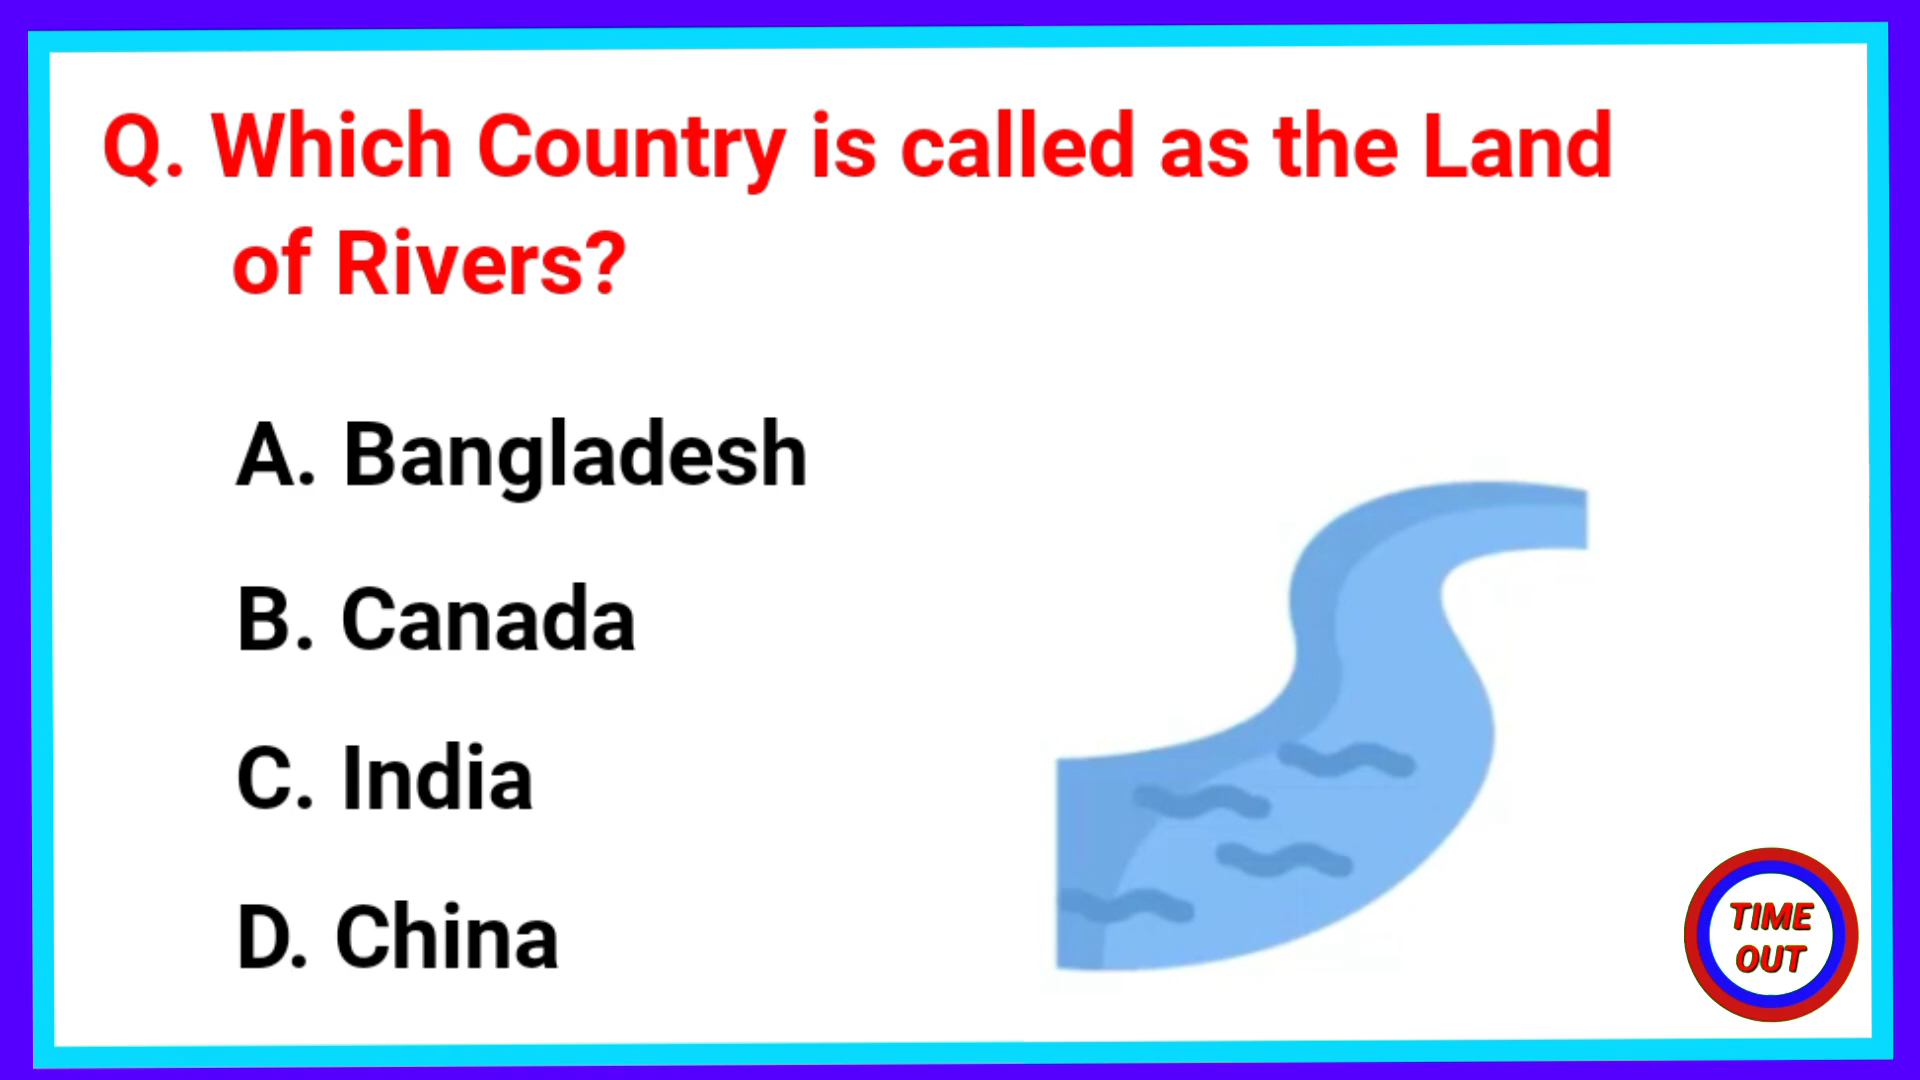 Q. Which Country is called as the Land
of Rivers?
A. Bangladesh
B. Canada
C. India
D. China
TIME
OUT